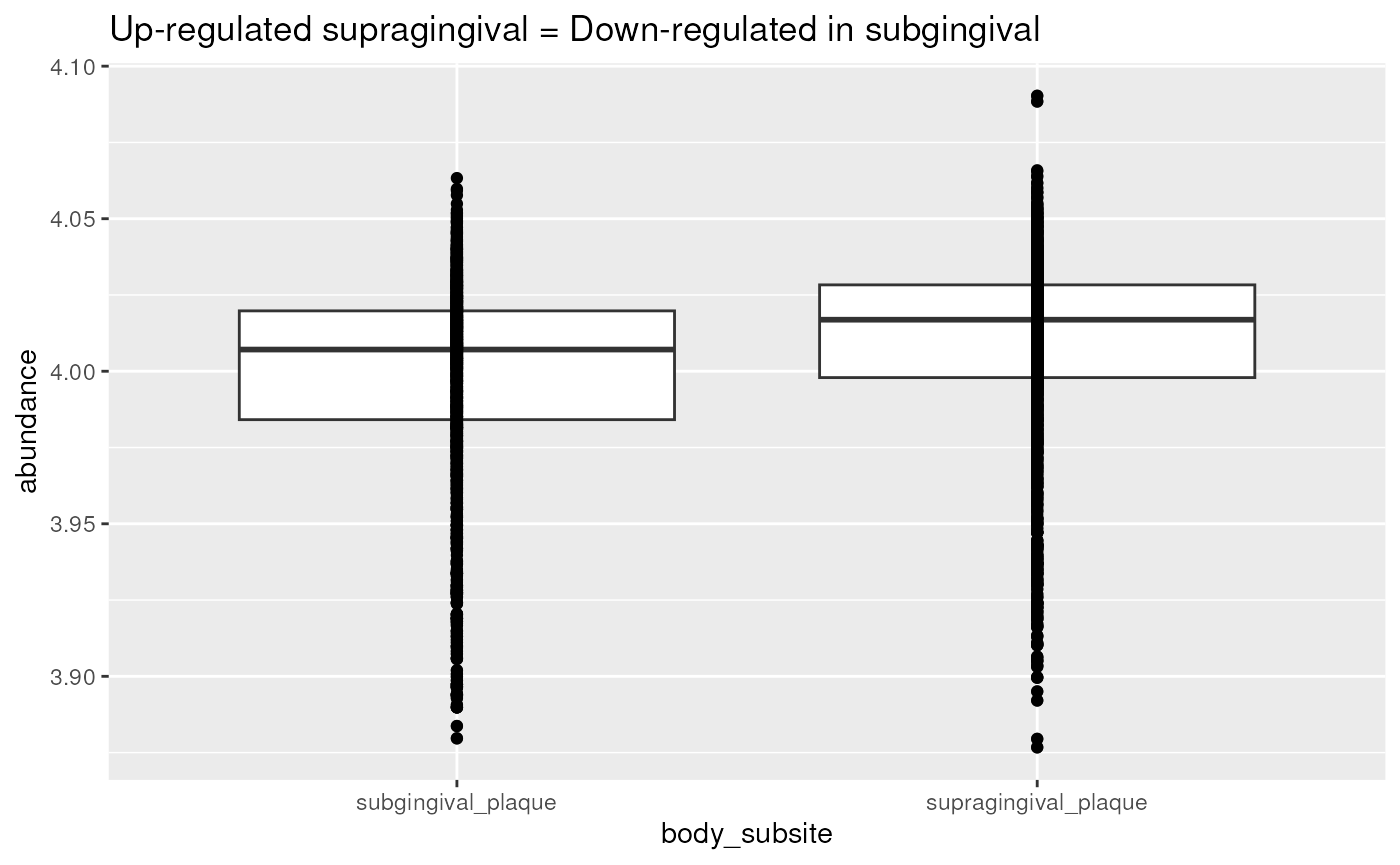 Up-regulated supragingival = Down-regulated in subgingival
4.10
4.05
4.00
3.95
3.90
abundance
subgingival_plaque
supragingival_plaque
body_subsite